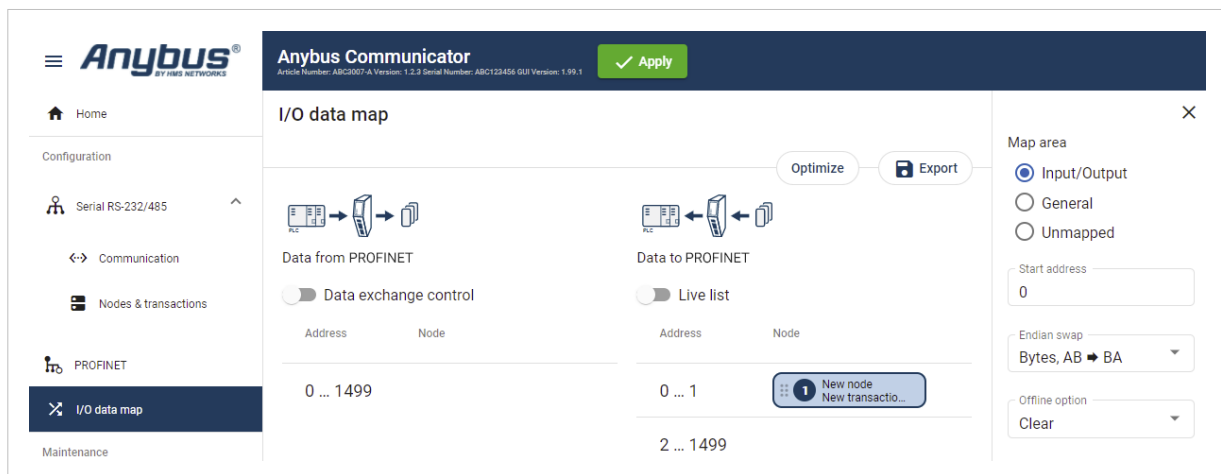 Anybus®
BY HMS NETWORKS
Anybus Communicator
Article Number: ABC3007-A Version: 1.2.3 Serial Number: ABC123456 GUI Version: 1.99.1
Apply
Home
Configuration
Serial RS-232/485
Communication
Nodes & transactions
PROFINET
I/O data map
Maintenance
I/O data map
Optimize
Export
PLC
Data from PROFINET
Data exchange control
Address Node
0 ... 1499
PLC
Data to PROFINET
Live list
Address Node
0 ... 1
1
New node
New transactio...
2 ... 1499
Map area
Input/Output
General
Unmapped
Start address
0
Endian swap
Bytes, AB 🠺 BA
Offline option
Clear